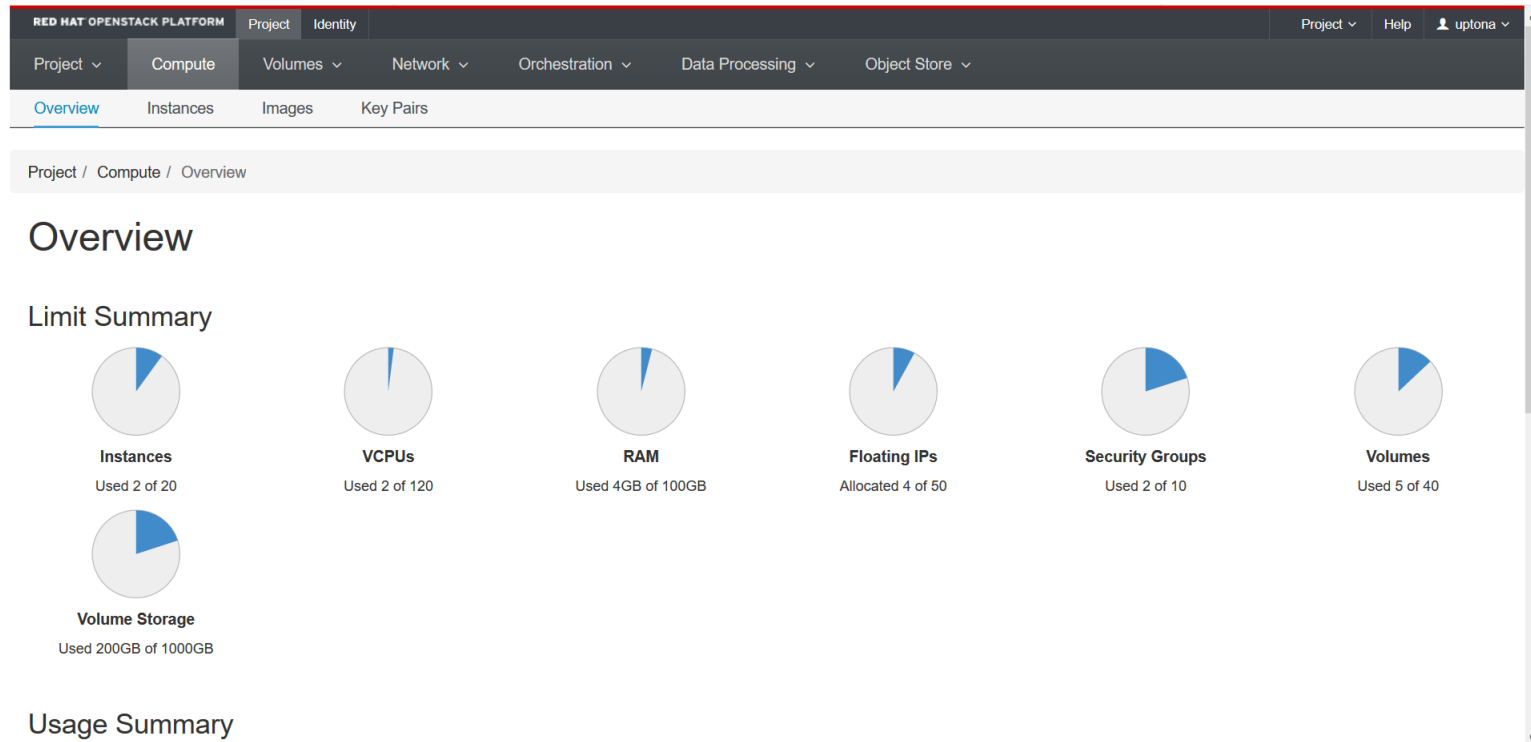 RED HAT OPENSTACK PLATFORM Project Identity Project Help uptona
Project Compute Volumes Network Orchestration Data Processing Object Store
Overview Instances Images Key Pairs
Project / Compute / Overview
Overview
Limit Summary
Instances VCPUs RAM Floating IPs Security Groups Volumes
Used 2 of 20 Used 2 of 120 Used 4GB of 100GB Allocated 4 of 50 Used 2 of 10 Used 5 of 40
Volume Storage
Used 200GB of 1000GB
Usage Summary